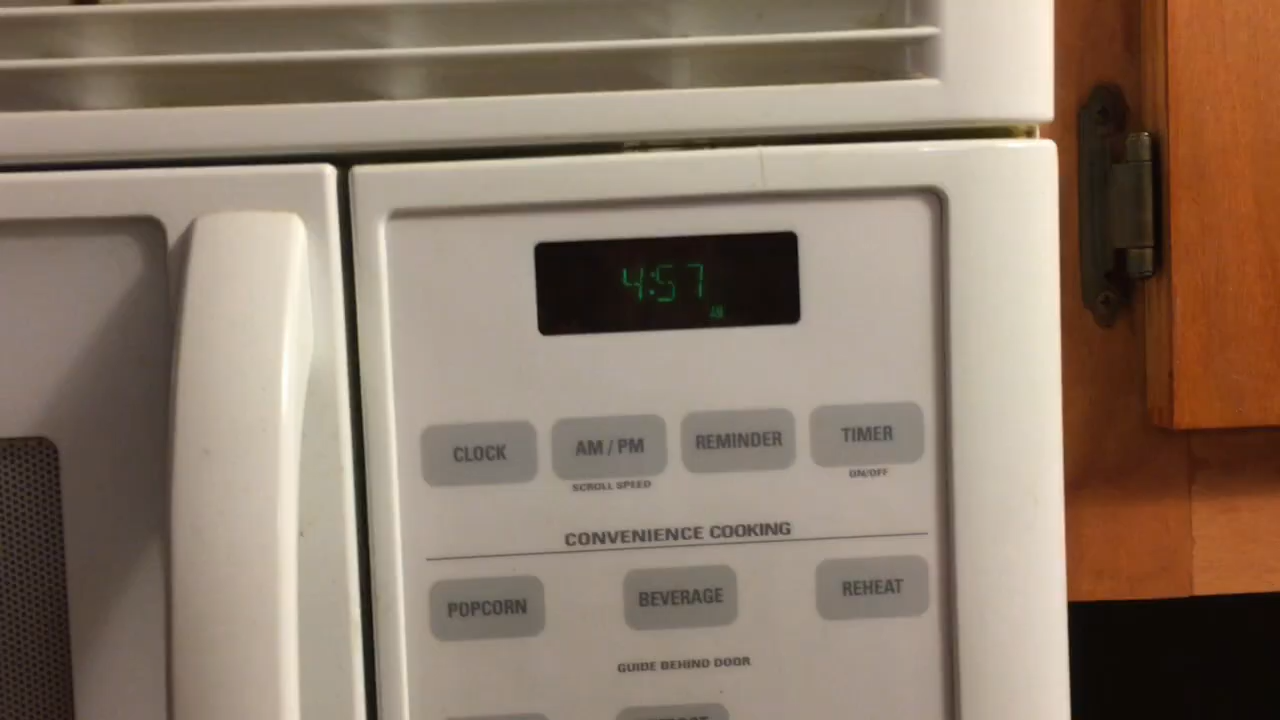 4:57
AM
CLOCK
AM / PM
REMINDER
TIMER
SCROLL SPEED
ON/OFF
CONVENIENCE COOKING
POPCORN
BEVERAGE
REHEAT
GUIDE BEHIND DOOR